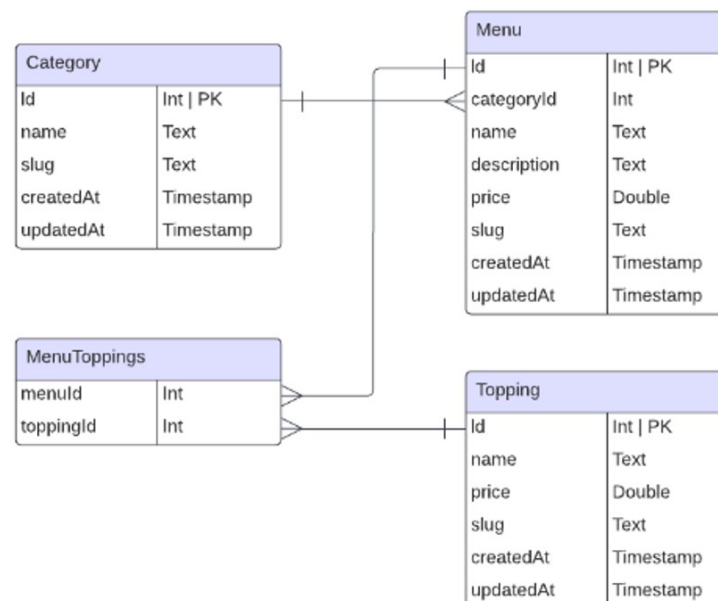 Category
Id Int | PK
name Text
slug Text
createdAt Timestamp
updatedAt Timestamp
Menu
Id Int | PK
categoryId Int
name Text
description Text
price Double
slug Text
createdAt Timestamp
updatedAt Timestamp
MenuToppings
menuId Int
toppingId Int
Topping
Id Int | PK
name Text
price Double
slug Text
createdAt Timestamp
updatedAt Timestamp